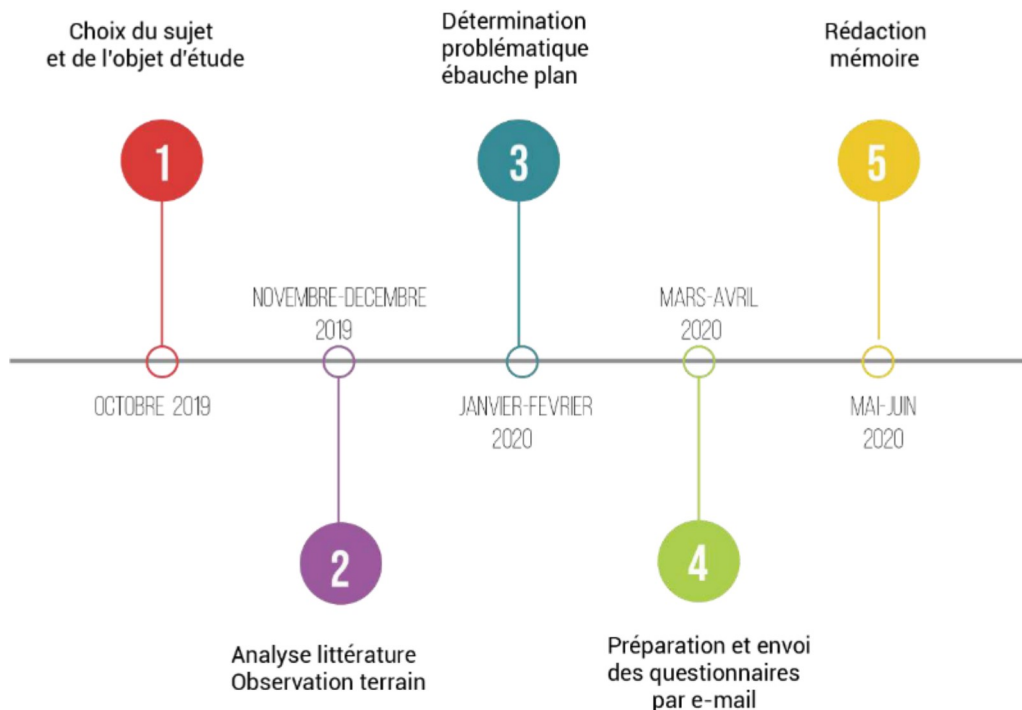 Choix du sujet
et de l'objet d'étude
1
OCTOBRE 2019
NOVEMBRE-DECEMBRE
2019
2
Analyse littérature
Observation terrain
Détermination
problématique
ébauche plan
3
JANVIER-FEVRIER
2020
MARS-AVRIL
2020
4
Préparation et envoi
des questionnaires
par e-mail
Rédaction
mémoire
5
MAI-JUIN
2020